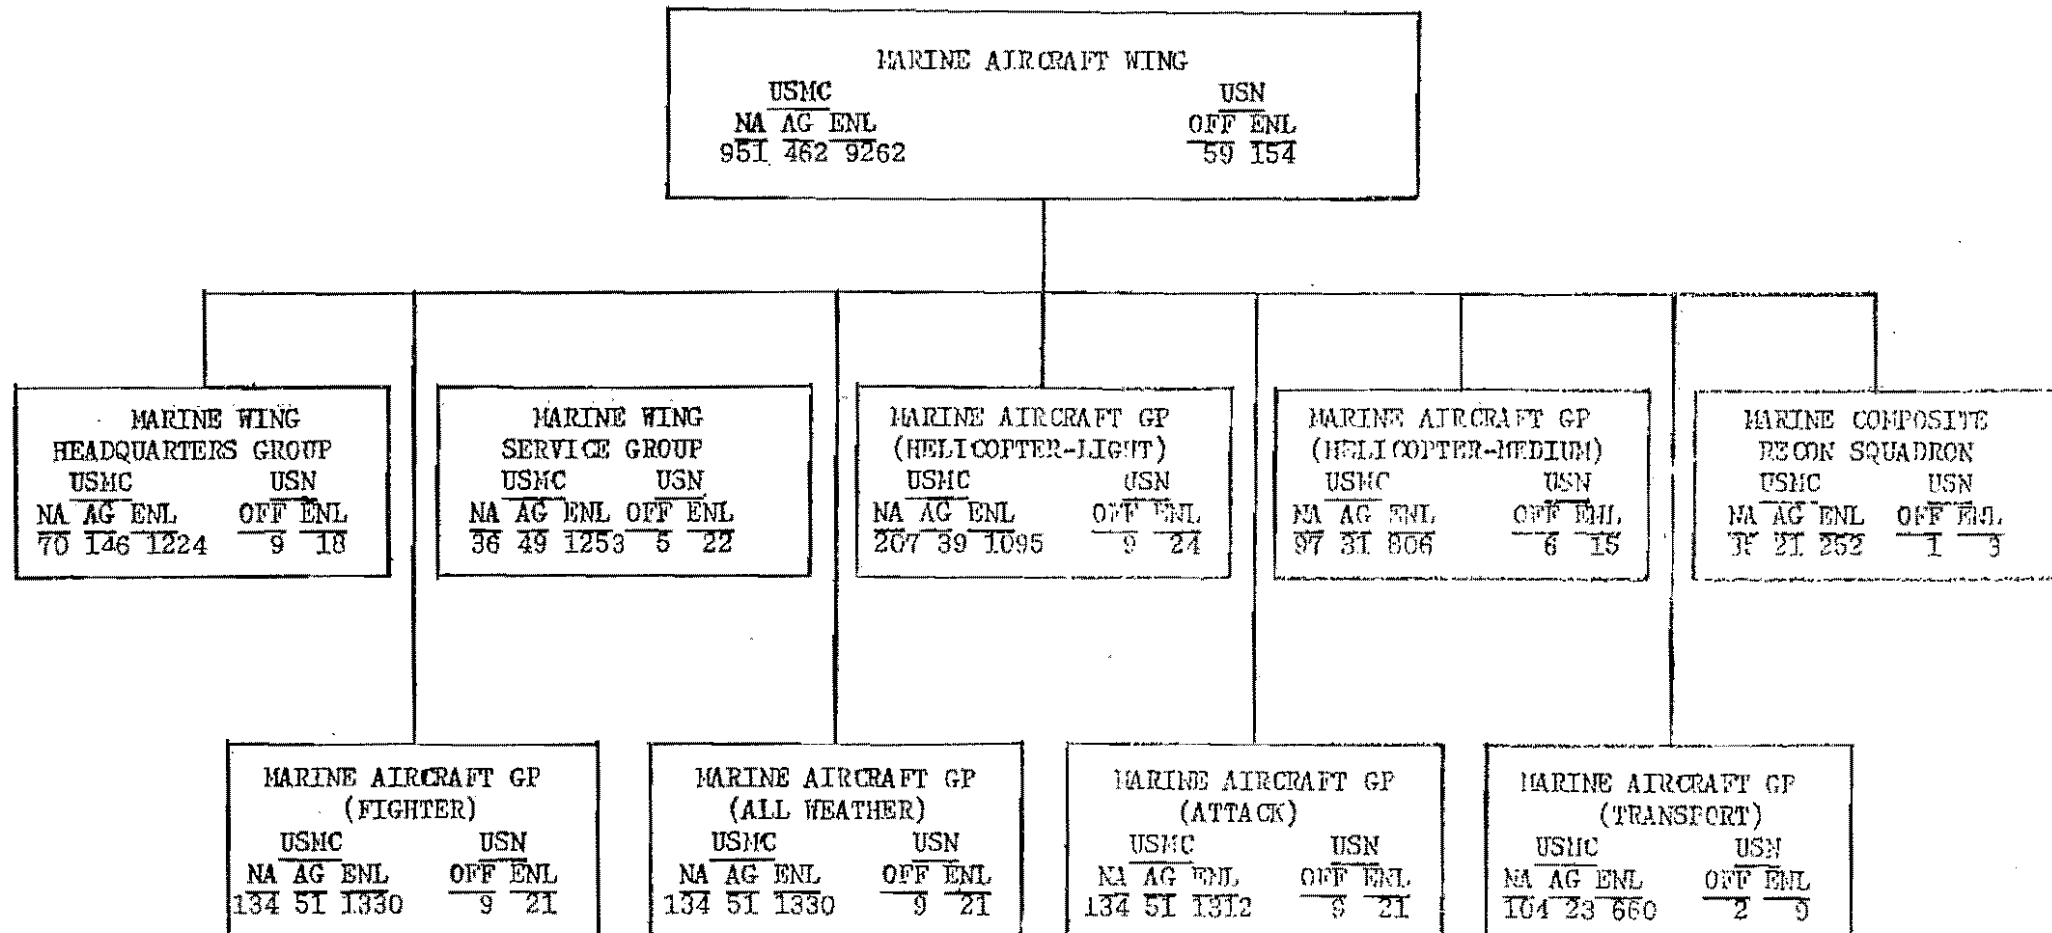 MARINE AIRCRAFT WING
USMC USN
NA AG ENL OFF ENL
951 462 9262 59 154
MARINE WING
HEADQUARTERS GROUP
USMC USN
NA AG ENL OFF ENL
70 146 1224 9 18
MARINE WING
SERVICE GROUP
USMC USN
NA AG ENL OFF ENL
36 49 1253 5 22
MARINE AIRCRAFT GP
(HELICOPTER-LIGHT)
USMC USN
NA AG ENL OFF ENL
207 39 1095 9 24
MARINE AIRCRAFT GP
(HELICOPTER-MEDIUM)
USMC USN
NA AG ENL OFF ENL
97 31 806 6 15
MARINE COMPOSITE
RECON SQUADRON
USMC USN
NA AG ENL OFF ENL
35 21 252 1 3
MARINE AIRCRAFT GP
(FIGHTER)
USMC USN
NA AG ENL OFF ENL
134 51 1330 9 21
MARINE AIRCRAFT GP
(ALL WEATHER)
USMC USN
NA AG ENL OFF ENL
134 51 1330 9 21
MARINE AIRCRAFT GP
(ATTACK)
USMC USN
NA AG ENL OFF ENL
134 51 1312 9 21
MARINE AIRCRAFT GP
(TRANSPORT)
USMC USN
NA AG ENL OFF ENL
104 23 660 2 9